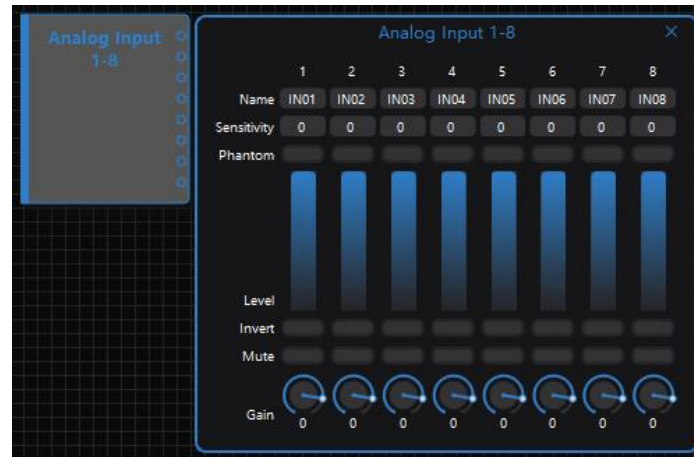 Analog Input
1-8
Analog Input 1-8 ×
1 2 3 4 5 6 7 8
Name IN01 IN02 IN03 IN04 IN05 IN06 IN07 IN08
Sensitivity 0 0 0 0 0 0 0 0
Phantom
Level
Invert
Mute
Gain 0 0 0 0 0 0 0 0